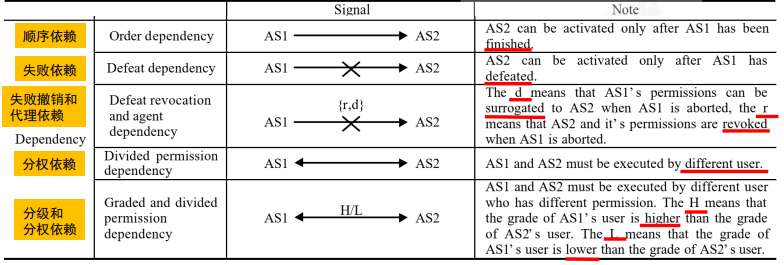 Signal
Note
顺序依赖
Order dependency
AS1
AS2
AS2 can be activated only after AS1 has been
finished.
失败依赖
Defeat dependency
AS1
AS2
AS2 can be activated only after AS1 has
defeated.
失败撤销和
代理依赖
Defeat revocation
and agent
dependency
{r,d}
AS1
AS2
The d means that AS1's permissions can be
surrogated to AS2 when AS1 is aborted, the r
means that AS2 and it's permissions are revoked
when AS1 is aborted.
Dependency
分权依赖
Divided permission
dependency
AS1
AS2
AS1 and AS2 must be executed by different user.
分级和
分权依赖
Graded and divided
permission
dependency
H/L
AS1
AS2
AS1 and AS2 must be executed by different user
who has different permission. The H means that
the grade of AS1's user is higher than the grade
of AS2's user. The L means that the grade of
AS1's user is lower than the grade of AS2's user.